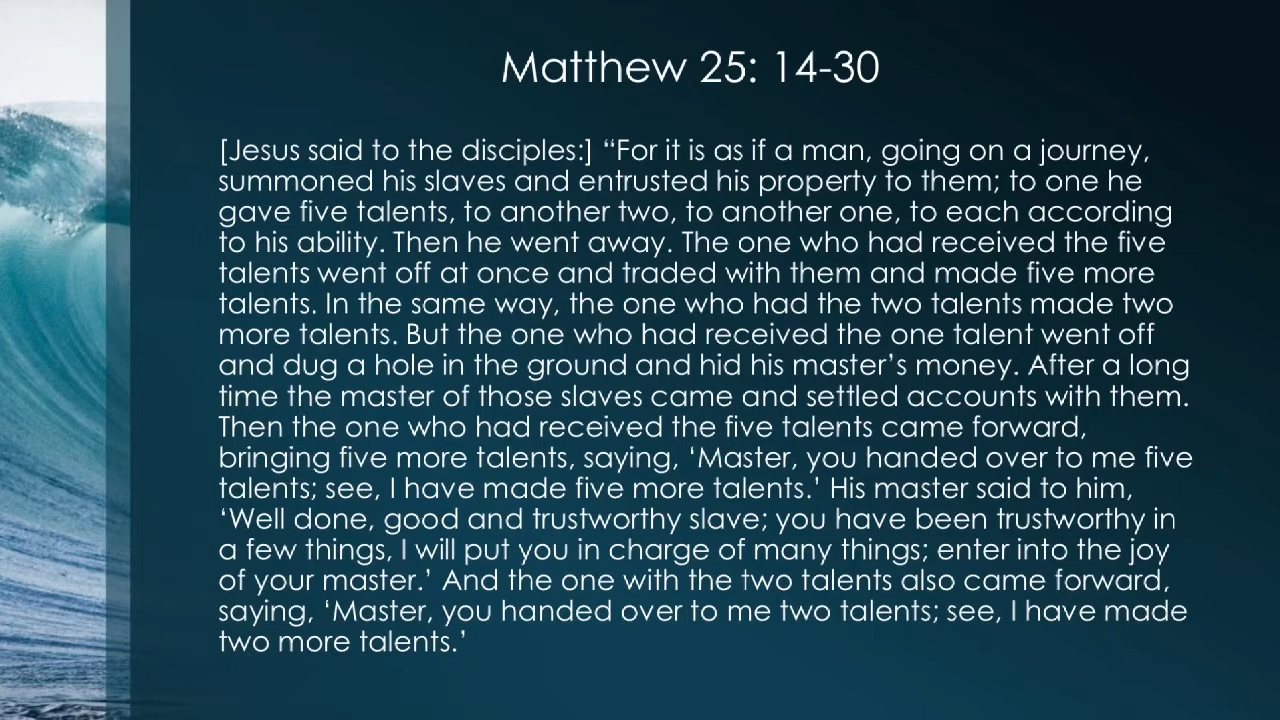 Matthew 25: 14-30
[Jesus said to the disciples:] “For it is as if a man, going on a journey,
summoned his slaves and entrusted his property to them; to one he
gave five talents, to another two, to another one, to each according
to his ability. Then he went away. The one who had received the five
talents went off at once and traded with them and made five more
talents. In the same way, the one who had the two talents made two
more talents. But the one who had received the one talent went off
and dug a hole in the ground and hid his master’s money. After a long
time the master of those slaves came and settled accounts with them.
Then the one who had received the five talents came forward,
bringing five more talents, saying, ‘Master, you handed over to me five
talents; see, I have made five more talents.’ His master said to him,
‘Well done, good and trustworthy slave; you have been trustworthy in
a few things, I will put you in charge of many things; enter into the joy
of your master.’ And the one with the two talents also came forward,
saying, ‘Master, you handed over to me two talents; see, I have made
two more talents.’